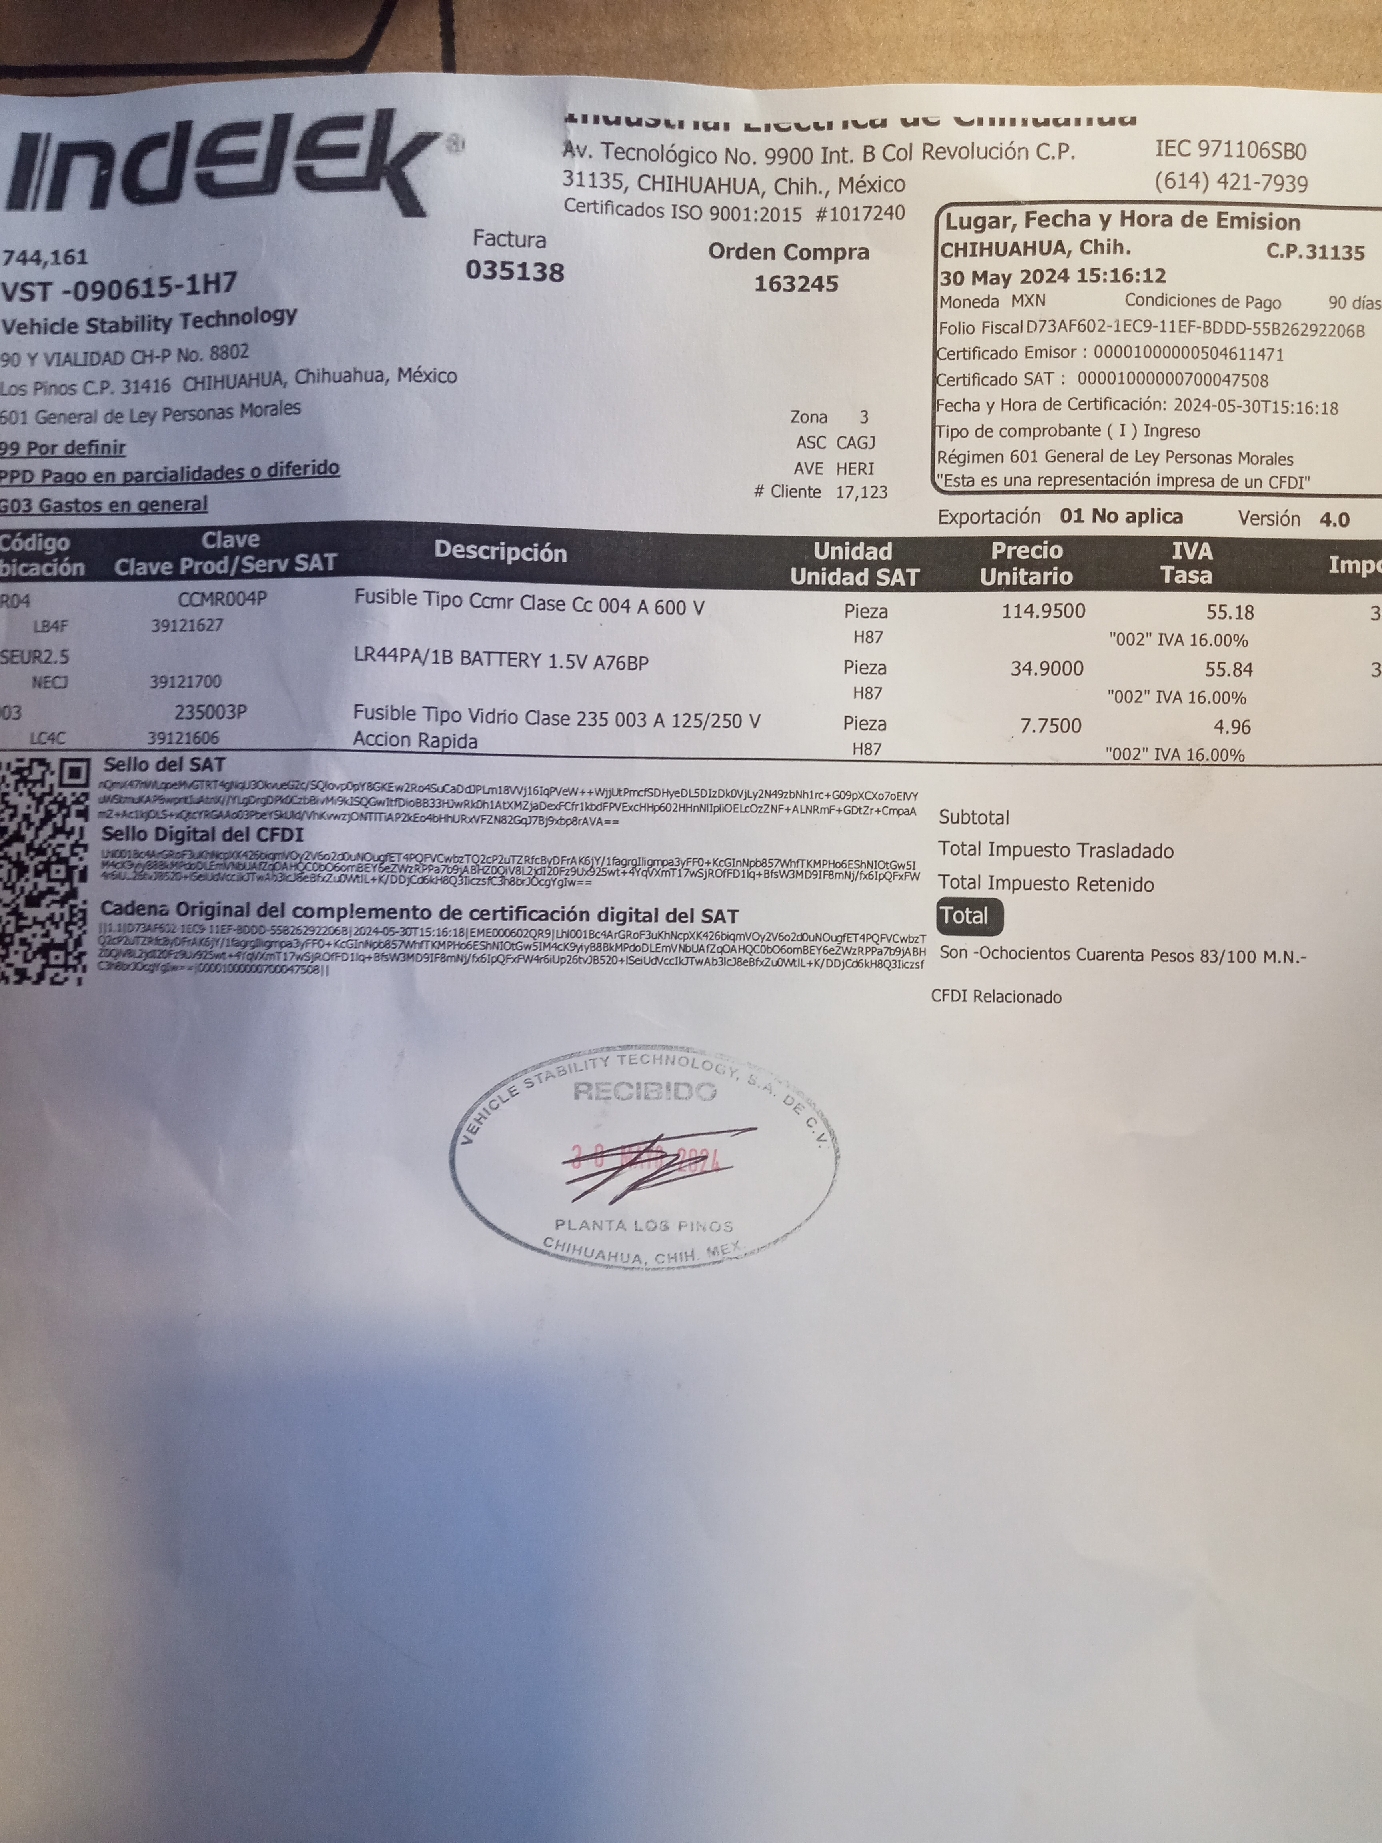 IndELEk®
Industrial Eléctrica de Chihuahua
Av. Tecnológico No. 9900 Int. B Col Revolución C.P.
31135, CHIHUAHUA, Chih., México
Certificados ISO 9001:2015 #1017240
IEC 971106SB0
(614) 421-7939
744,161
VST -090615-1H7
Vehicle Stability Technology
90 Y VIALIDAD CH-P No. 8802
Los Pinos C.P. 31416 CHIHUAHUA, Chihuahua, México
601 General de Ley Personas Morales
99 Por definir
PPD Pago en parcialidades o diferido
G03 Gastos en general
Factura
035138
Orden Compra
163245
Zona 3
ASC CAGJ
AVE HERI
# Cliente 17,123
Lugar, Fecha y Hora de Emision
CHIHUAHUA, Chih. C.P.31135
30 May 2024 15:16:12
Moneda MXN Condiciones de Pago 90 días
Folio Fiscal D73AF602-1EC9-11EF-BDDD-55B26292206B
Certificado Emisor : 00001000000504611471
Certificado SAT : 00001000000700047508
Fecha y Hora de Certificación: 2024-05-30T15:16:18
Tipo de comprobante ( I ) Ingreso
Régimen 601 General de Ley Personas Morales
"Esta es una representación impresa de un CFDI"
Exportación 01 No aplica Versión 4.0
Código Clave Descripción Unidad Precio IVA Impo
bicación Clave Prod/Serv SAT Unidad SAT Unitario Tasa
R04 CCMR004P Fusible Tipo Ccmr Clase Cc 004 A 600 V Pieza 114.9500 55.18 3
LB4F 39121627 H87 "002" IVA 16.00%
SEUR2.5 LR44PA/1B BATTERY 1.5V A76BP Pieza 34.9000 55.84 3
NECJ 39121700 H87 "002" IVA 16.00%
03 235003P Fusible Tipo Vidrio Clase 235 003 A 125/250 V Pieza 7.7500 4.96
LC4C 39121606 Accion Rapida H87 "002" IVA 16.00%
Sello del SAT
Sello Digital del CFDI
Cadena Original del complemento de certificación digital del SAT
Subtotal
Total Impuesto Trasladado
Total Impuesto Retenido
Total
Son -Ochocientos Cuarenta Pesos 83/100 M.N.-
CFDI Relacionado
VEHICLE STABILITY TECHNOLOGY, S.A. DE C.V.
RECIBIDO
2024
PLANTA LOS PINOS
CHIHUAHUA, CHIH. MEX.